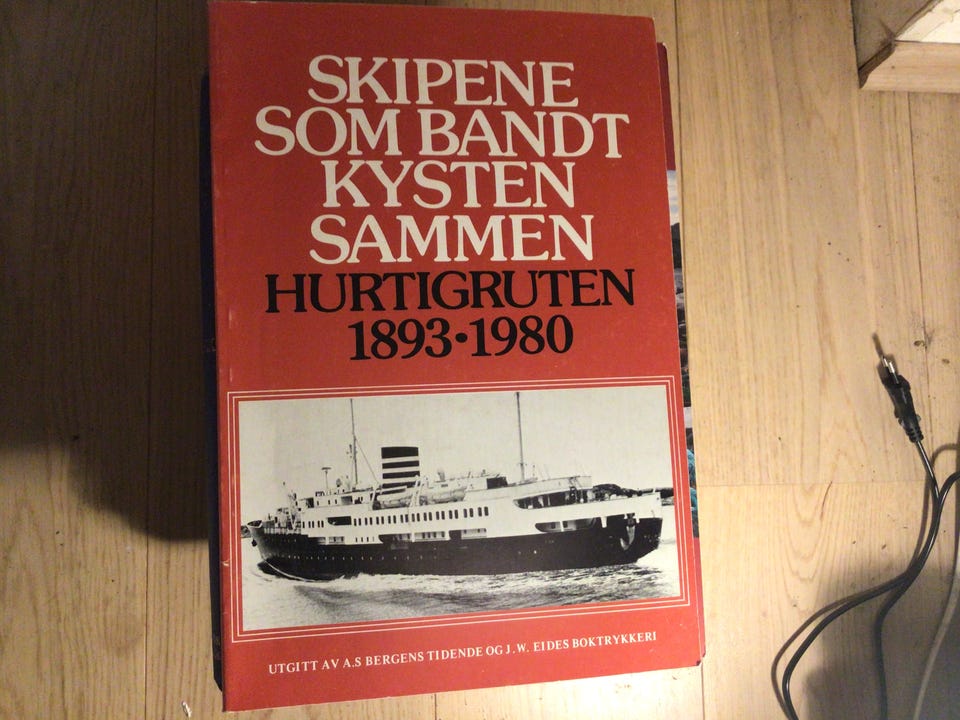 SKIPENE
SOM BANDT
KYSTEN
SAMMEN
HURTIGRUTEN
1893•1980
UTGITT AV A.S BERGENS TIDENDE OG J.W. EIDES BOKTRYKKERI